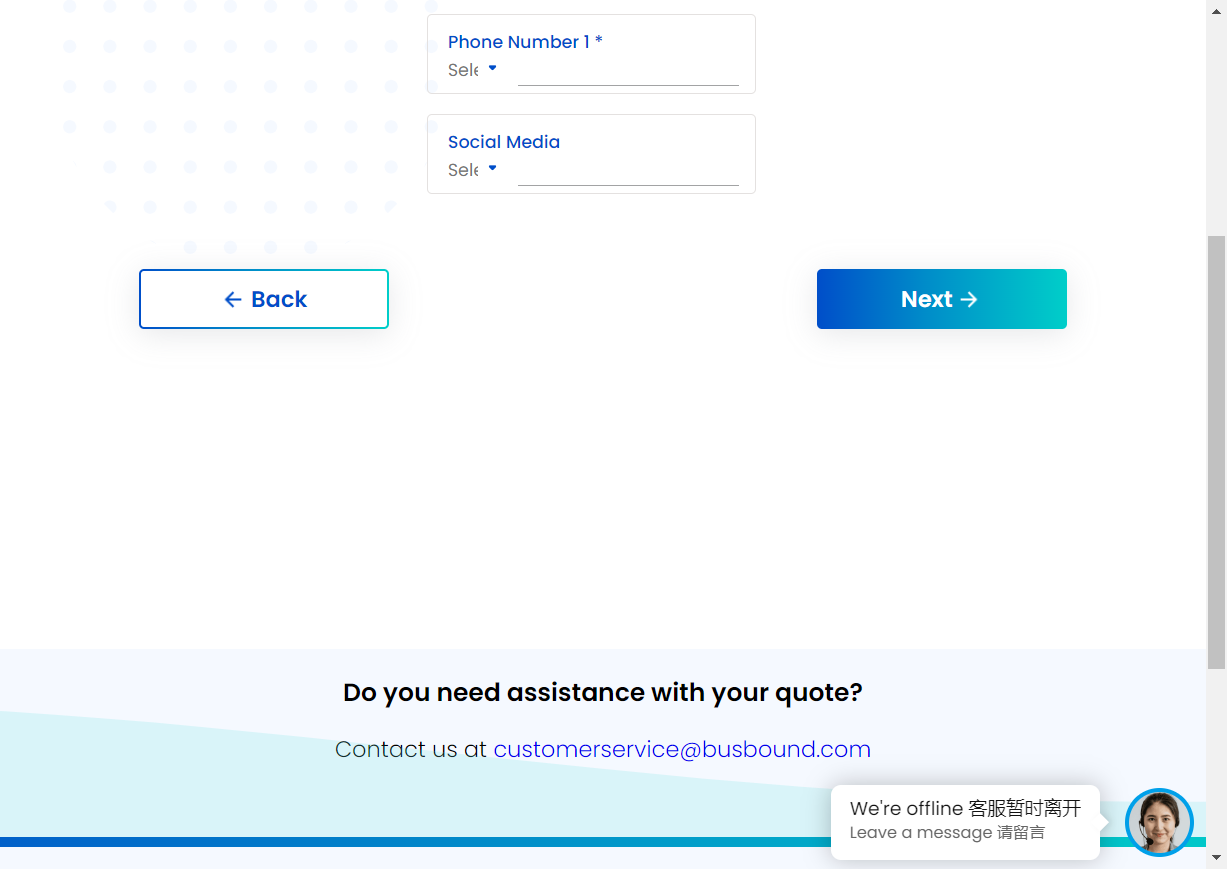 Phone Number 1 *
Sele
Social Media
Sele
← Back
Next →
Do you need assistance with your quote?
Contact us at customerservice@busbound.com
We're offline 客服暂时离开
Leave a message 请留言